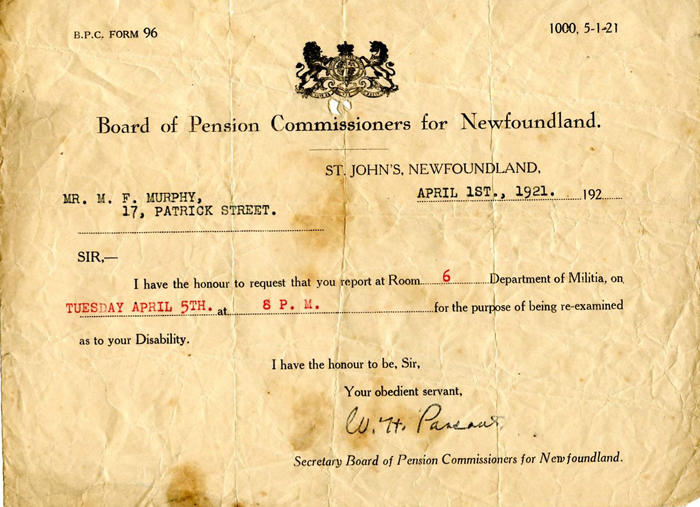 B.P.C. FORM 96
1000, 5-1-21
Board of Pension Commissioners for Newfoundland.
ST. JOHN'S, NEWFOUNDLAND,
APRIL 1ST., 1921. 192
MR. M. F. MURPHY,
17, PATRICK STREET.
SIR,—
I have the honour to request that you report at Room 6 Department of Militia, on
TUESDAY APRIL 5TH. at 8 P. M. for the purpose of being re-examined
as to your Disability.
I have the honour to be, Sir,
Your obedient servant,
W. H. Parsons
Secretary Board of Pension Commissioners for Newfoundland.